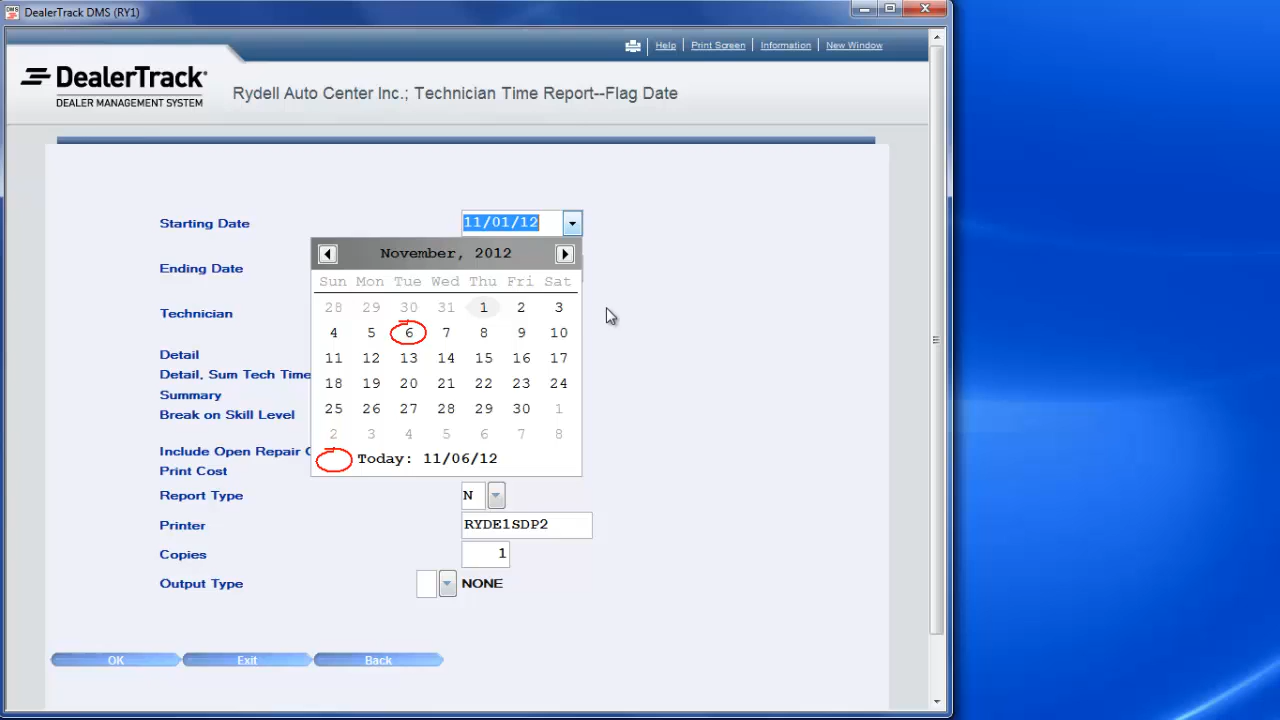 DealerTrack DMS (RY1)
Help Print Screen Information New Window
DealerTrack
DEALER MANAGEMENT SYSTEM
Rydell Auto Center Inc.; Technician Time Report--Flag Date
Starting Date 11/01/12
Ending Date
Technician
Detail
Detail, Sum Tech Time
Summary
Break on Skill Level
Include Open Repair
Print Cost
November, 2012
Sun Mon Tue Wed Thu Fri Sat
28 29 30 31 1 2 3
4 5 6 7 8 9 10
11 12 13 14 15 16 17
18 19 20 21 22 23 24
25 26 27 28 29 30 1
2 3 4 5 6 7 8
Today: 11/06/12
Report Type N
Printer RYDE1SDP2
Copies 1
Output Type NONE
OK Exit Back